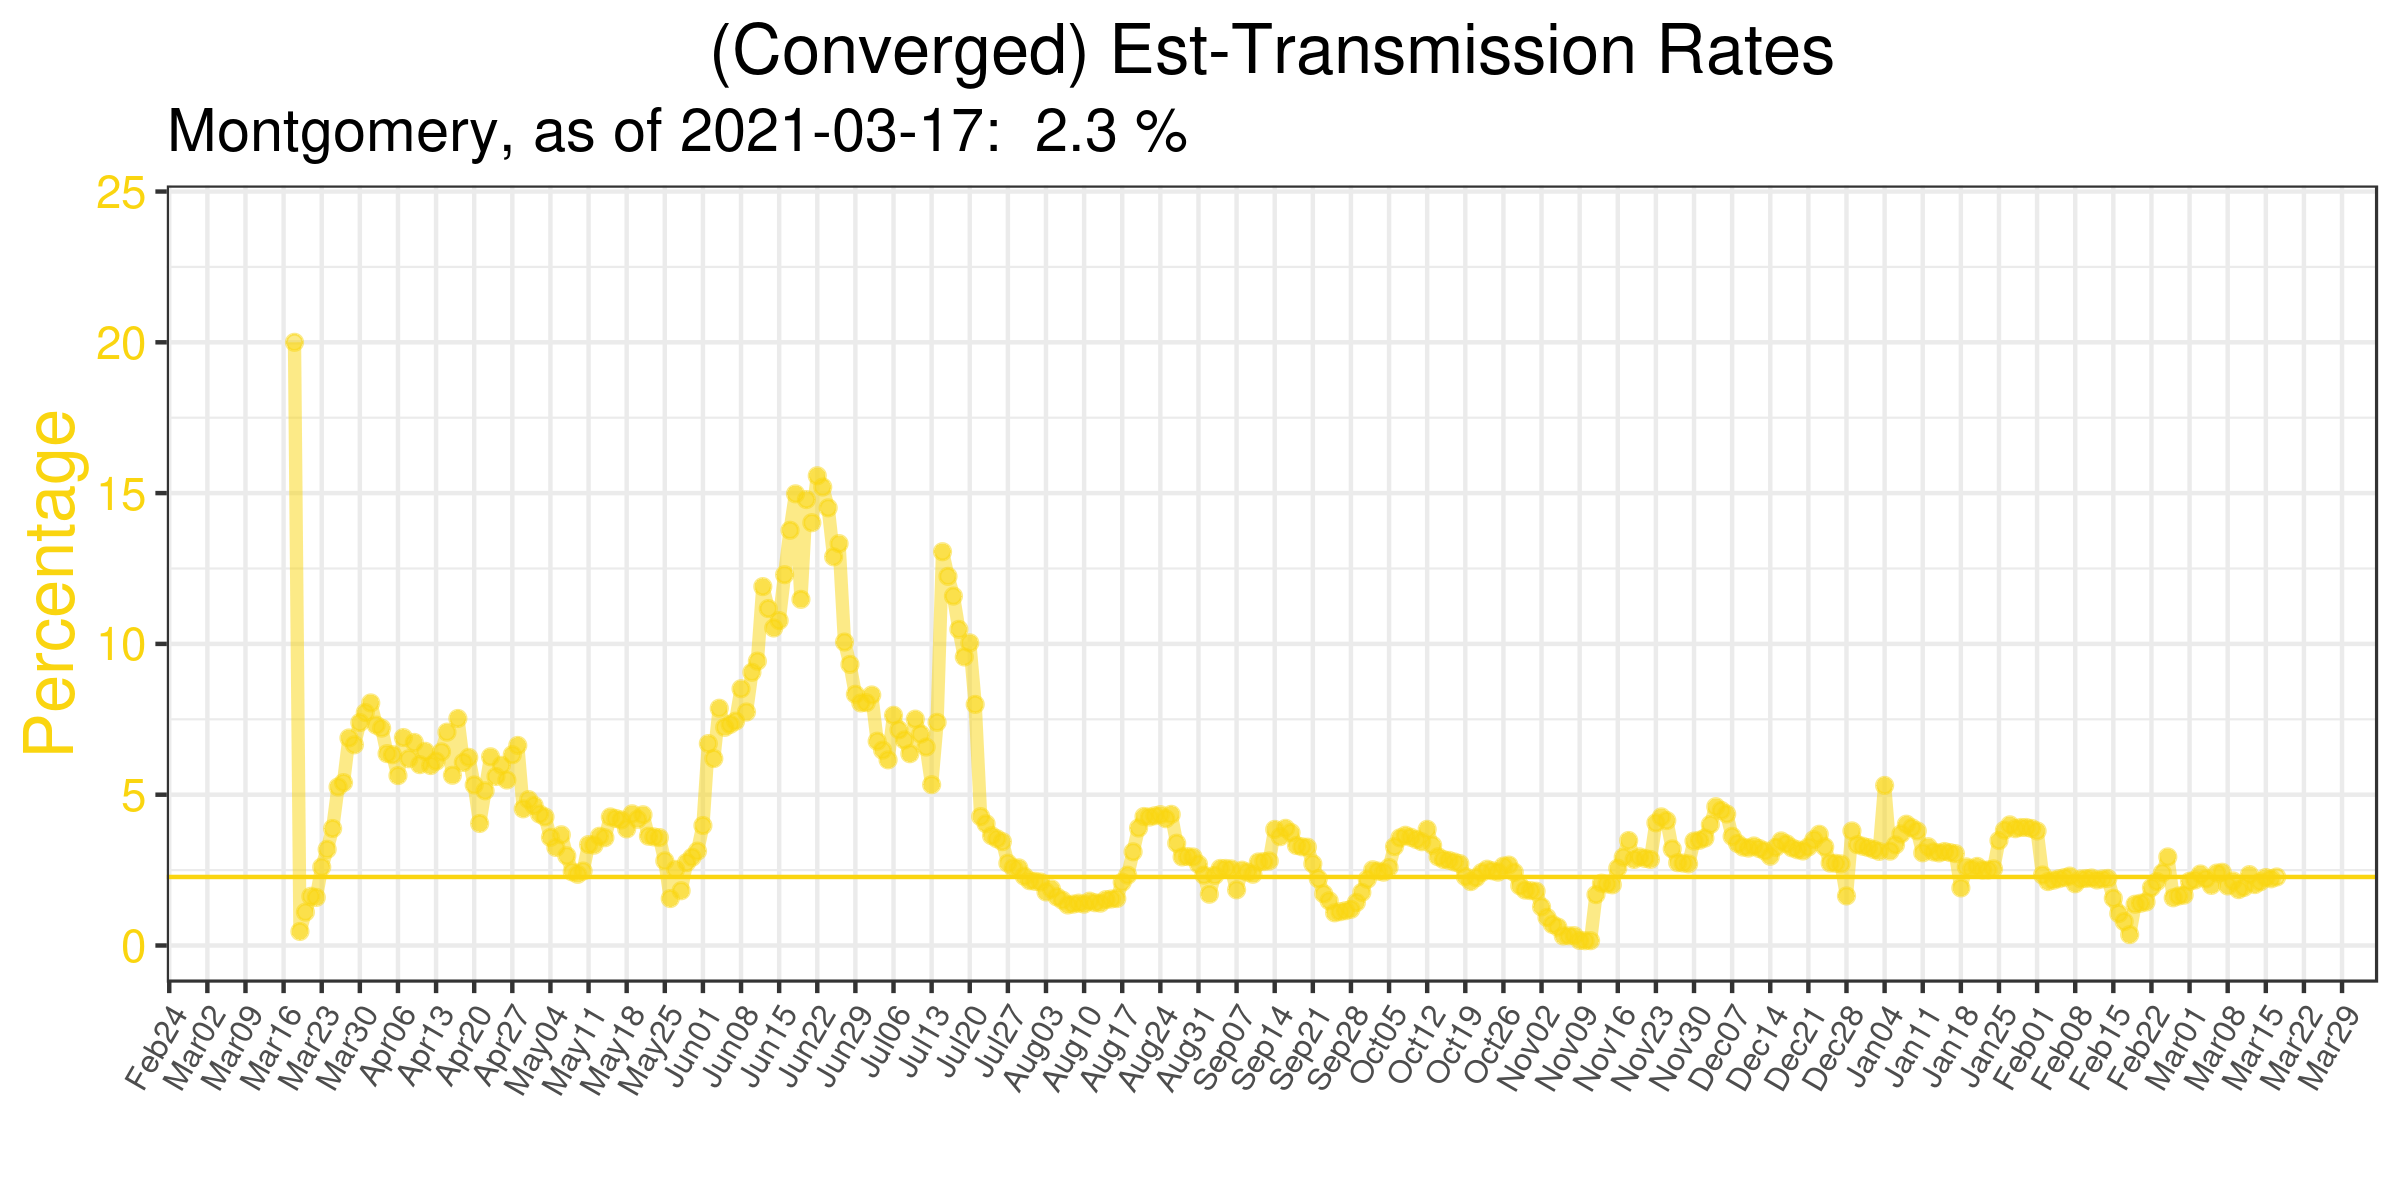 (Converged) Est-Transmission Rates
Montgomery, as of 2021-03-17:  2.3 %
Percentage
25
20
15
10
5
0
Feb24
Mar02
Mar09
Mar16
Mar23
Mar30
Apr06
Apr13
Apr20
Apr27
May04
May11
May18
May25
Jun01
Jun08
Jun15
Jun22
Jun29
Jul06
Jul13
Jul20
Jul27
Aug03
Aug10
Aug17
Aug24
Aug31
Sep07
Sep14
Sep21
Sep28
Oct05
Oct12
Oct19
Oct26
Nov02
Nov09
Nov16
Nov23
Nov30
Dec07
Dec14
Dec21
Dec28
Jan04
Jan11
Jan18
Jan25
Feb01
Feb08
Feb15
Feb22
Mar01
Mar08
Mar15
Mar22
Mar29